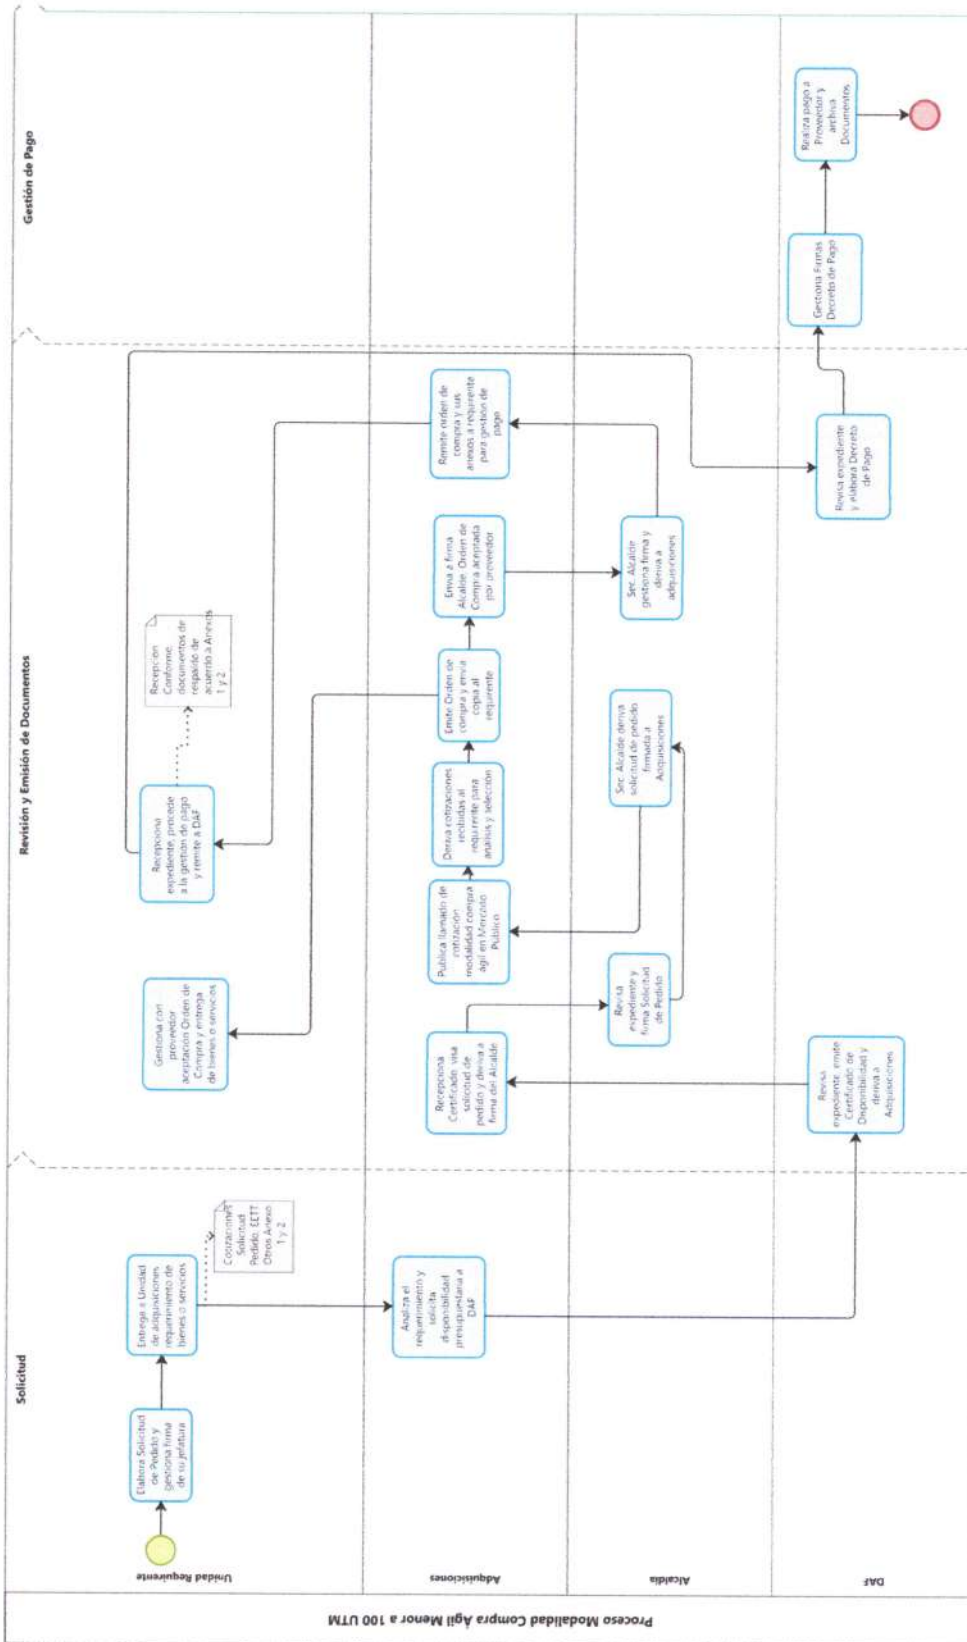 Proceso Modalidad Compra Ágil Menor a 100 UTM
Solicitud
Revisión y Emisión de Documentos
Gestión de Pago
Unidad Requirente
Elabora Solicitud
de Pedido y
gestiona firma
de su jefatura
Entrega a Unidad
de adquisiciones
requerimiento de
bienes o servicios
Cotizaciones
Solicitud
Pedido, EETT
Otros Anexo
1 y 2
Gestiona con
proveedor
aceptación Orden de
Compra y entrega
de bienes o servicios
Recepciona
expediente, procede
a la gestión de pago
y remite a DAF
Recepción
Conforme,
documentos de
respaldo de
acuerdo a Anexos
1 y 2
Adquisiciones
Analiza el
requerimiento y
solicita
disponibilidad
presupuestaria a
DAF
Recepciona
Certificado, visa
solicitud de
pedido y deriva a
firma del Alcalde
Publica llamado de
cotización
modalidad compra
ágil en Mercado
Publico
Deriva cotizaciones
recibidas al
requirente para
analisis y selección
Emite Orden de
compra y envía
copia al
requirente
Envia a firma
Alcalde, Orden de
Compra aceptada
por proveedor
Remite orden de
compra y sus
anexos a requirente
para gestión de
pago
Alcaldía
Revisa
expediente y
firma Solicitud
de Pedido
Sec. Alcalde deriva
solicitud de pedido
firmada a
Adquisiciones
Sec. Alcalde
gestiona firma y
deriva a
adquisiciones
DAF
Revisa
expediente, emite
Certificado de
Disponibilidad y
deriva a
Adquisiciones
Revisa expediente
y elabora Decreto
de Pago
Gestiona Firmas
Decreto de Pago
Realiza pago a
Proveedor y
archiva
Documentos